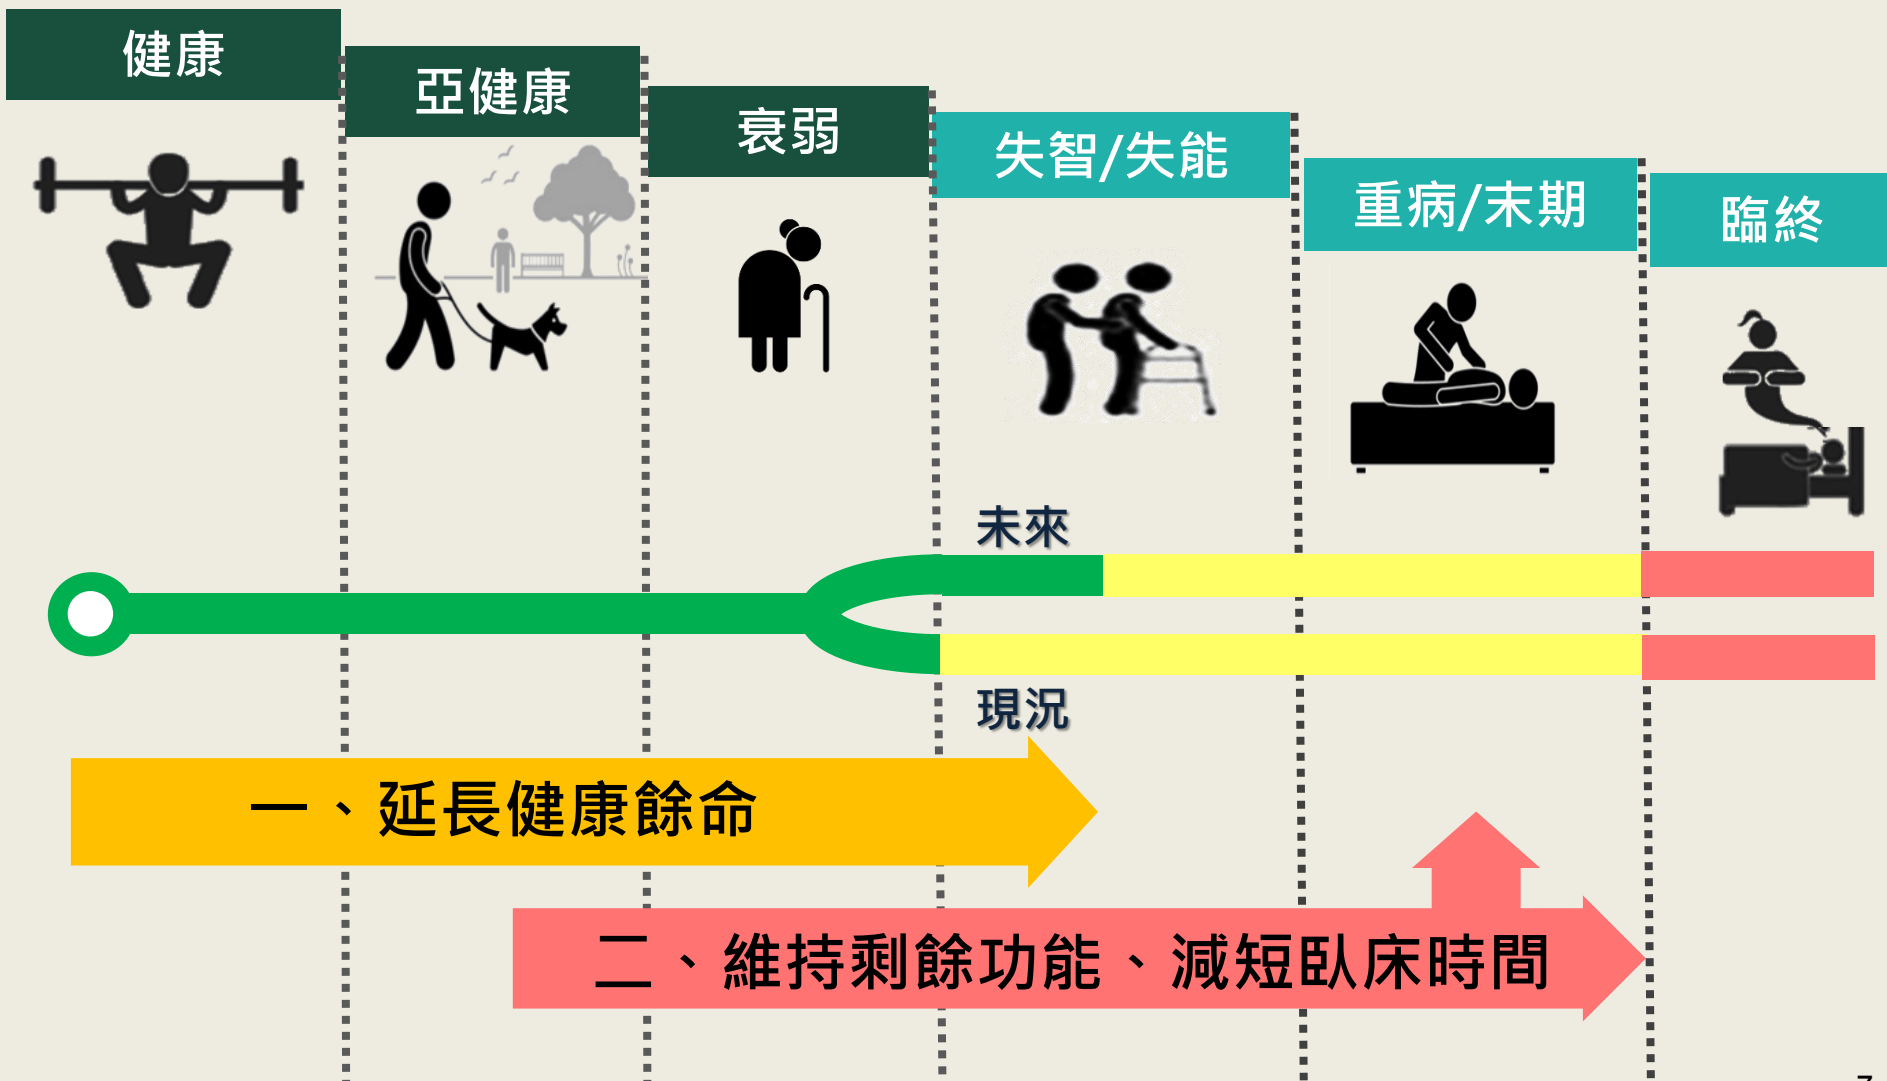 健康
亞健康
衰弱
失智/失能
重病/末期
臨終
未來
現況
一、延長健康餘命
二、維持剩餘功能、減短臥床時間